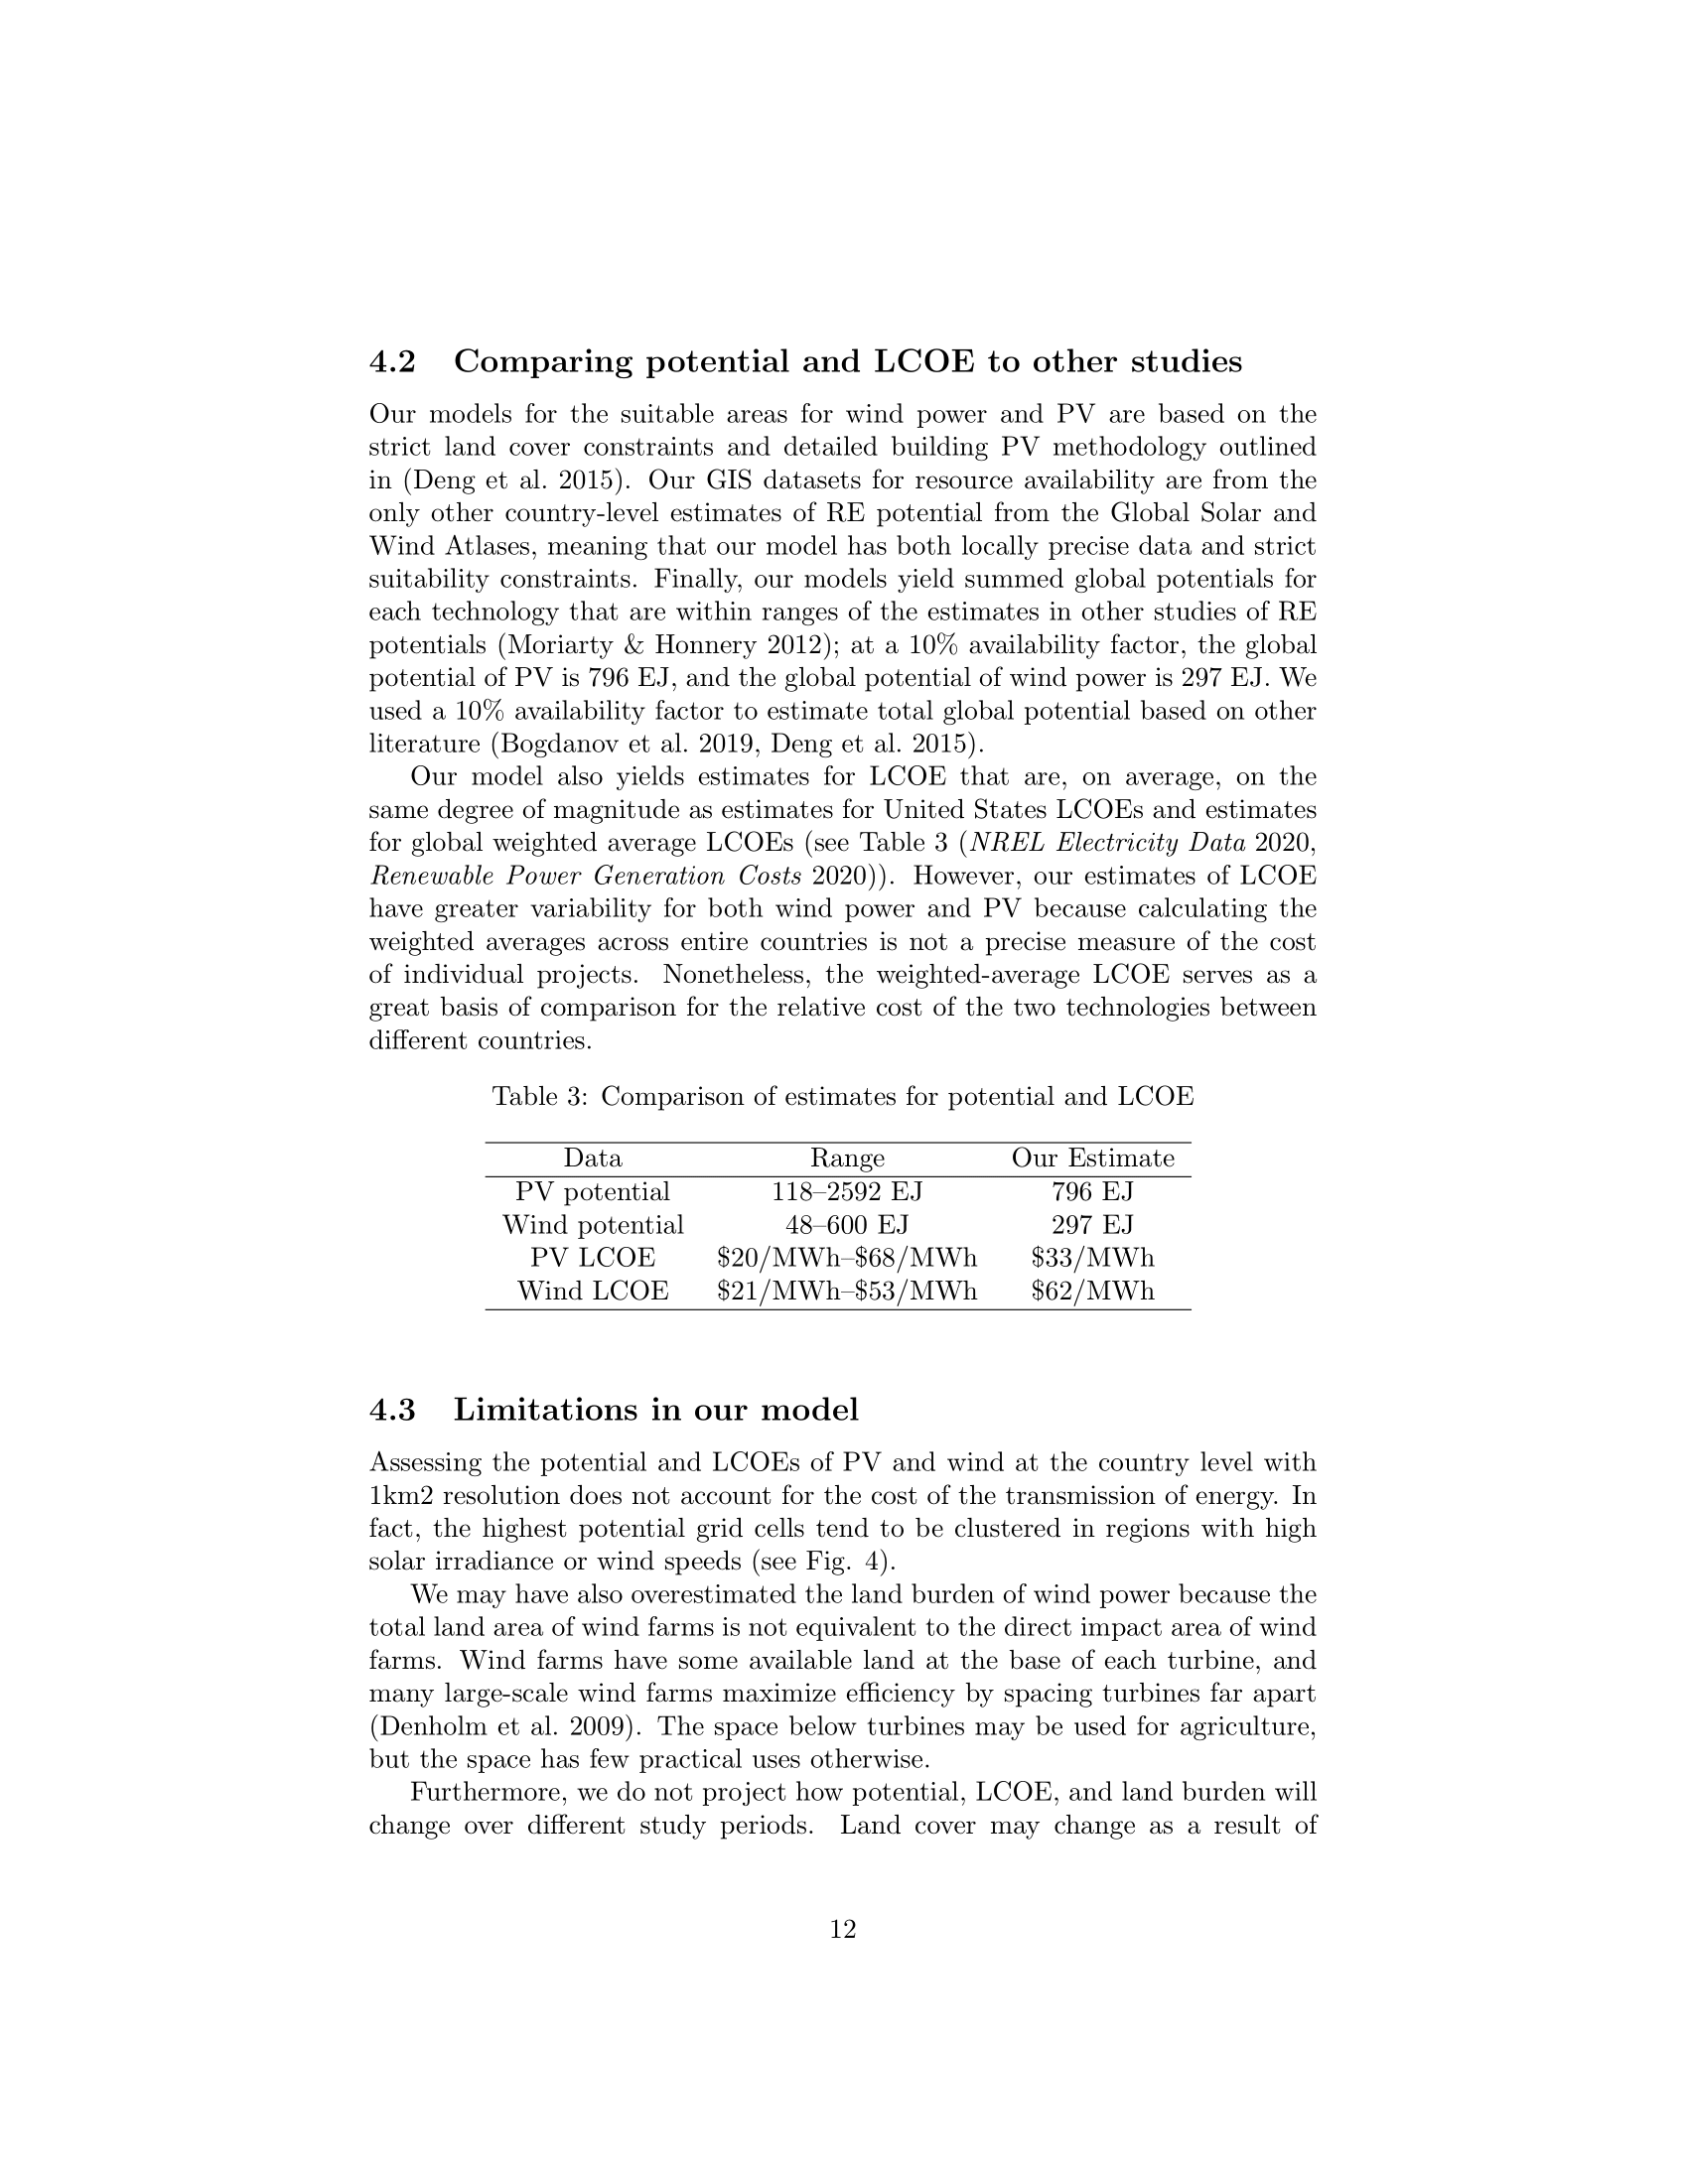 4.2 Comparing potential and LCOE to other studies
Our models for the suitable areas for wind power and PV are based on the
strict land cover constraints and detailed building PV methodology outlined
in (Deng et al. 2015). Our GIS datasets for resource availability are from the
only other country-level estimates of RE potential from the Global Solar and
Wind Atlases, meaning that our model has both locally precise data and strict
suitability constraints. Finally, our models yield summed global potentials for
each technology that are within ranges of the estimates in other studies of RE
potentials (Moriarty & Honnery 2012); at a 10% availability factor, the global
potential of PV is 796 EJ, and the global potential of wind power is 297 EJ. We
used a 10% availability factor to estimate total global potential based on other
literature (Bogdanov et al. 2019, Deng et al. 2015).
Our model also yields estimates for LCOE that are, on average, on the
same degree of magnitude as estimates for United States LCOEs and estimates
for global weighted average LCOEs (see Table 3 (NREL Electricity Data 2020,
Renewable Power Generation Costs 2020)). However, our estimates of LCOE
have greater variability for both wind power and PV because calculating the
weighted averages across entire countries is not a precise measure of the cost
of individual projects. Nonetheless, the weighted-average LCOE serves as a
great basis of comparison for the relative cost of the two technologies between
different countries.
Table 3: Comparison of estimates for potential and LCOE
Data Range Our Estimate
PV potential 118–2592 EJ 796 EJ
Wind potential 48–600 EJ 297 EJ
PV LCOE $20/MWh–$68/MWh $33/MWh
Wind LCOE $21/MWh–$53/MWh $62/MWh
4.3 Limitations in our model
Assessing the potential and LCOEs of PV and wind at the country level with
1km2 resolution does not account for the cost of the transmission of energy. In
fact, the highest potential grid cells tend to be clustered in regions with high
solar irradiance or wind speeds (see Fig. 4).
We may have also overestimated the land burden of wind power because the
total land area of wind farms is not equivalent to the direct impact area of wind
farms. Wind farms have some available land at the base of each turbine, and
many large-scale wind farms maximize efficiency by spacing turbines far apart
(Denholm et al. 2009). The space below turbines may be used for agriculture,
but the space has few practical uses otherwise.
Furthermore, we do not project how potential, LCOE, and land burden will
change over different study periods. Land cover may change as a result of
12